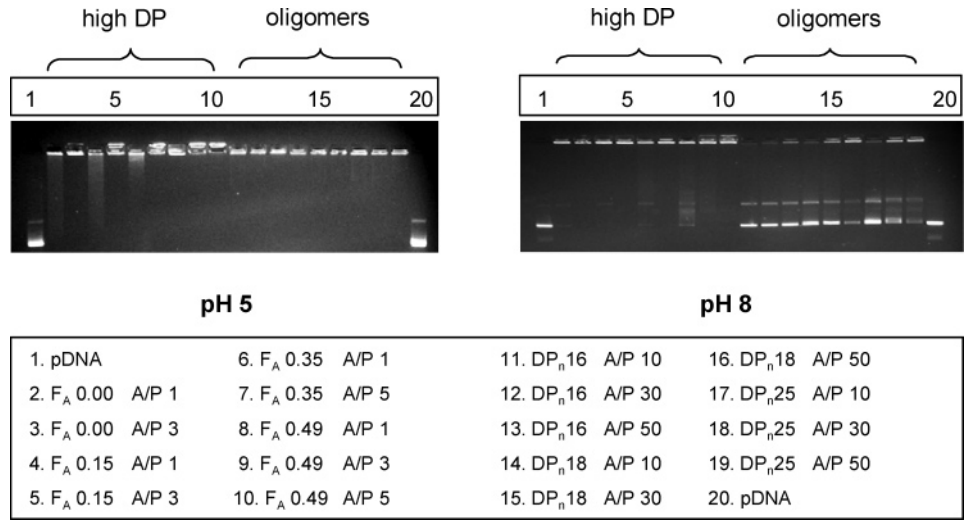 high DP oligomers high DP oligomers
1 5 10 15 20 1 5 10 15 20
pH 5 pH 8
1. pDNA 6. F_A 0.35 A/P 1 11. DP_n16 A/P 10 16. DP_n18 A/P 50
2. F_A 0.00 A/P 1 7. F_A 0.35 A/P 5 12. DP_n16 A/P 30 17. DP_n25 A/P 10
3. F_A 0.00 A/P 3 8. F_A 0.49 A/P 1 13. DP_n16 A/P 50 18. DP_n25 A/P 30
4. F_A 0.15 A/P 1 9. F_A 0.49 A/P 3 14. DP_n18 A/P 10 19. DP_n25 A/P 50
5. F_A 0.15 A/P 3 10. F_A 0.49 A/P 5 15. DP_n18 A/P 30 20. pDNA